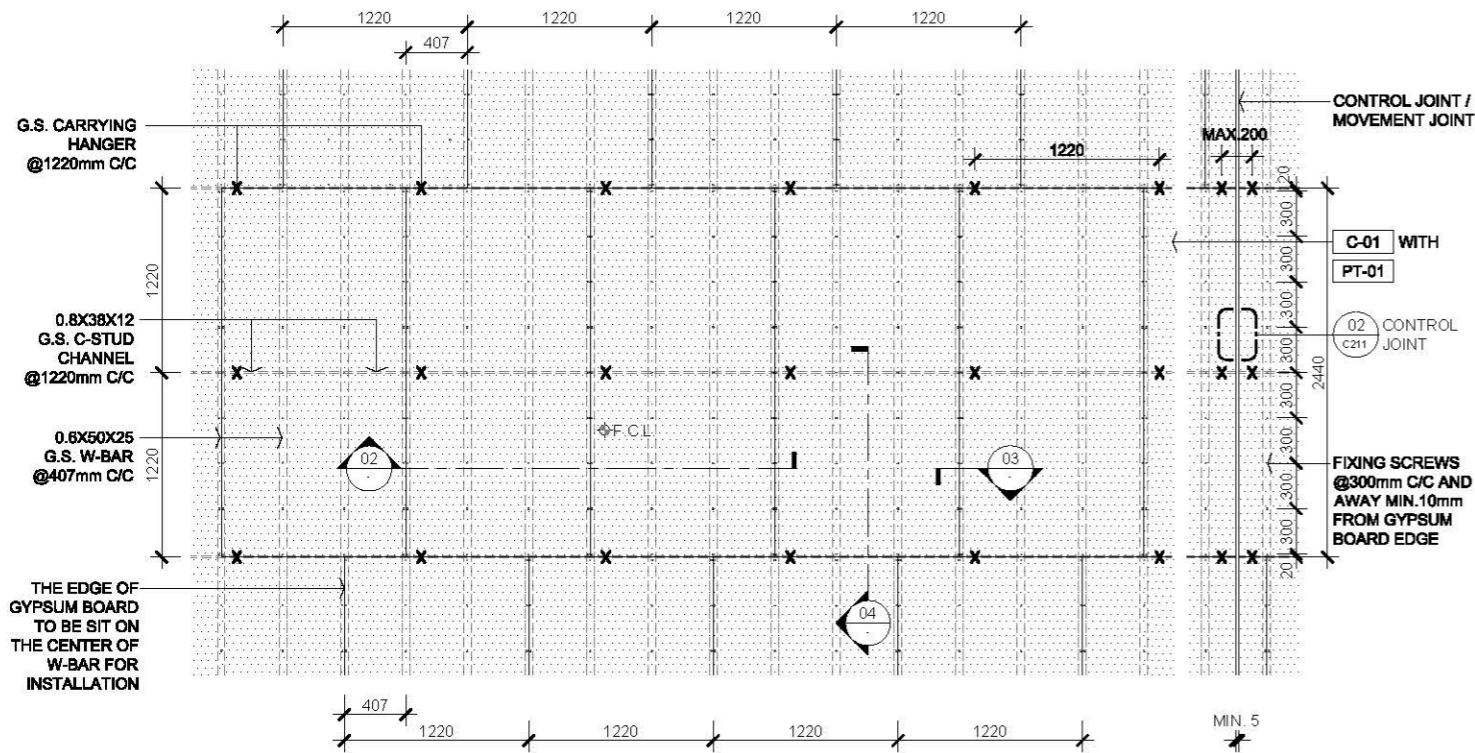 1220
1220
1220
1220
407
G.S. CARRYING
HANGER
@1220mm C/C
CONTROL JOINT /
MOVEMENT JOINT
MAX.200
1220
20
300
300
300
300
300
300
300
300
20
2440
1220
1220
C-01 WITH
PT-01
0.8X38X12
G.S. C-STUD
CHANNEL
@1220mm C/C
02
C211
CONTROL
JOINT
0.6X50X25
G.S. W-BAR
@407mm C/C
F.C.L
02
-
03
-
FIXING SCREWS
@300mm C/C AND
AWAY MIN.10mm
FROM GYPSUM
BOARD EDGE
THE EDGE OF
GYPSUM BOARD
TO BE SIT ON
THE CENTER OF
W-BAR FOR
INSTALLATION
04
-
407
1220
1220
1220
1220
MIN. 5